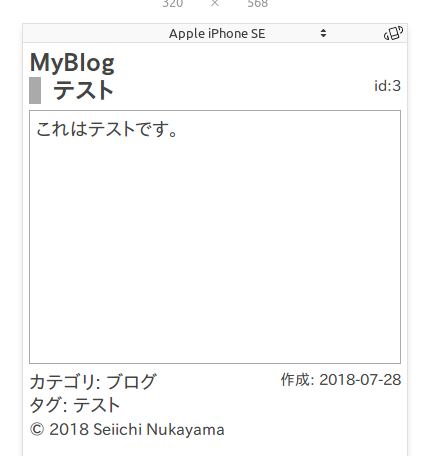 320 × 568
Apple iPhone SE
MyBlog
テスト id:3
これはテストです。
カテゴリ: ブログ 作成: 2018-07-28
タグ: テスト
© 2018 Seiichi Nukayama